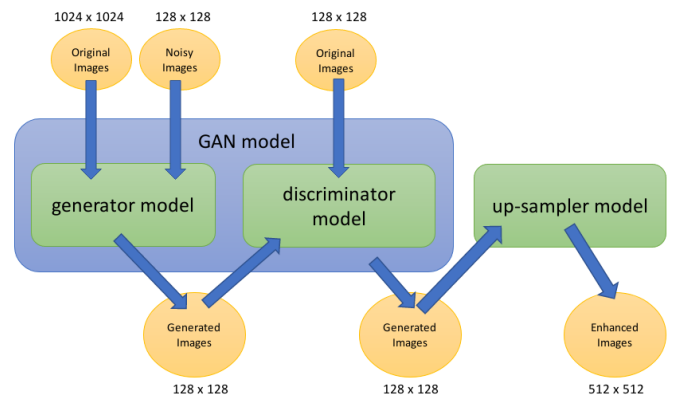 1024 x 1024
128 x 128
128 x 128
Original
Images
Noisy
Images
Original
Images
GAN model
generator model
discriminator
model
up-sampler model
Generated
Images
Generated
Images
Enhanced
Images
128 x 128
128 x 128
512 x 512